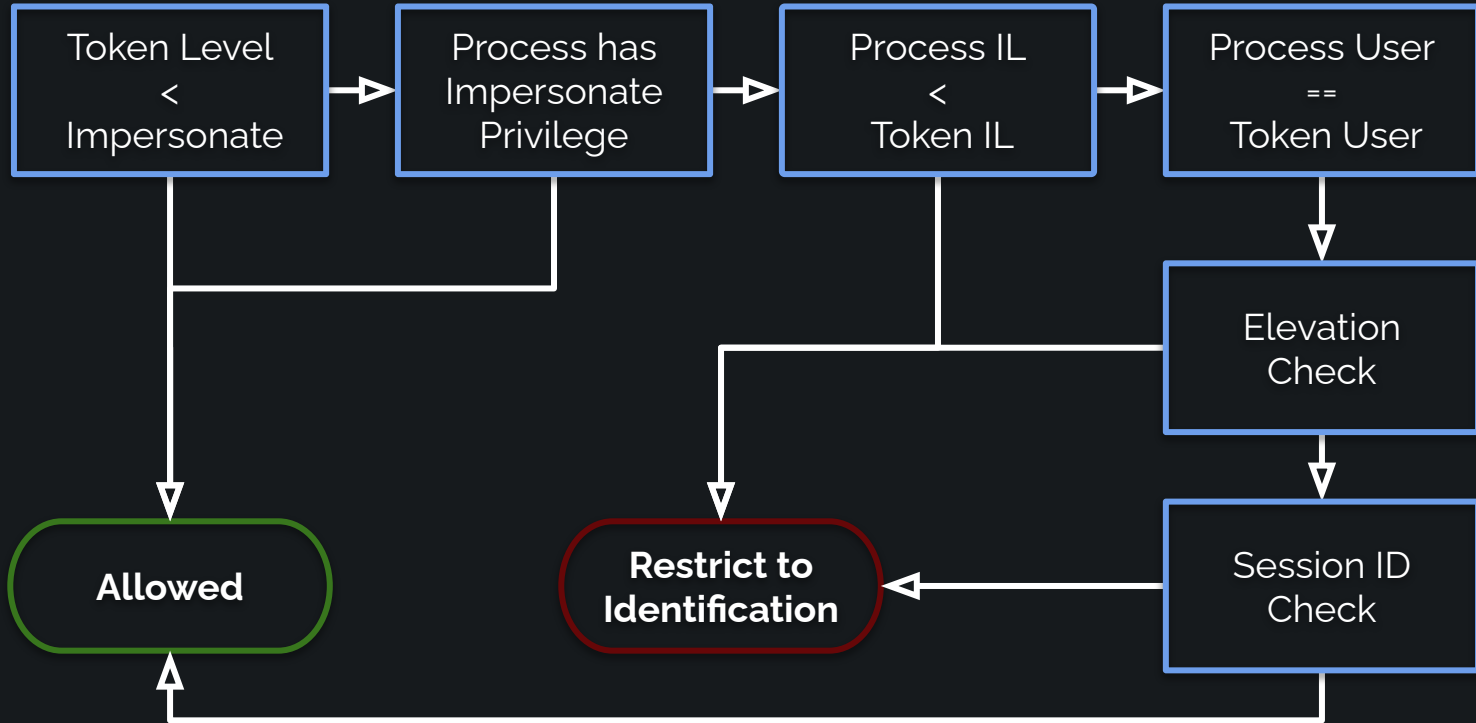 Token Level
<
Impersonate
Process has
Impersonate
Privilege
Process IL
<
Token IL
Process User
==
Token User
Elevation
Check
Allowed
Restrict to
Identification
Session ID
Check